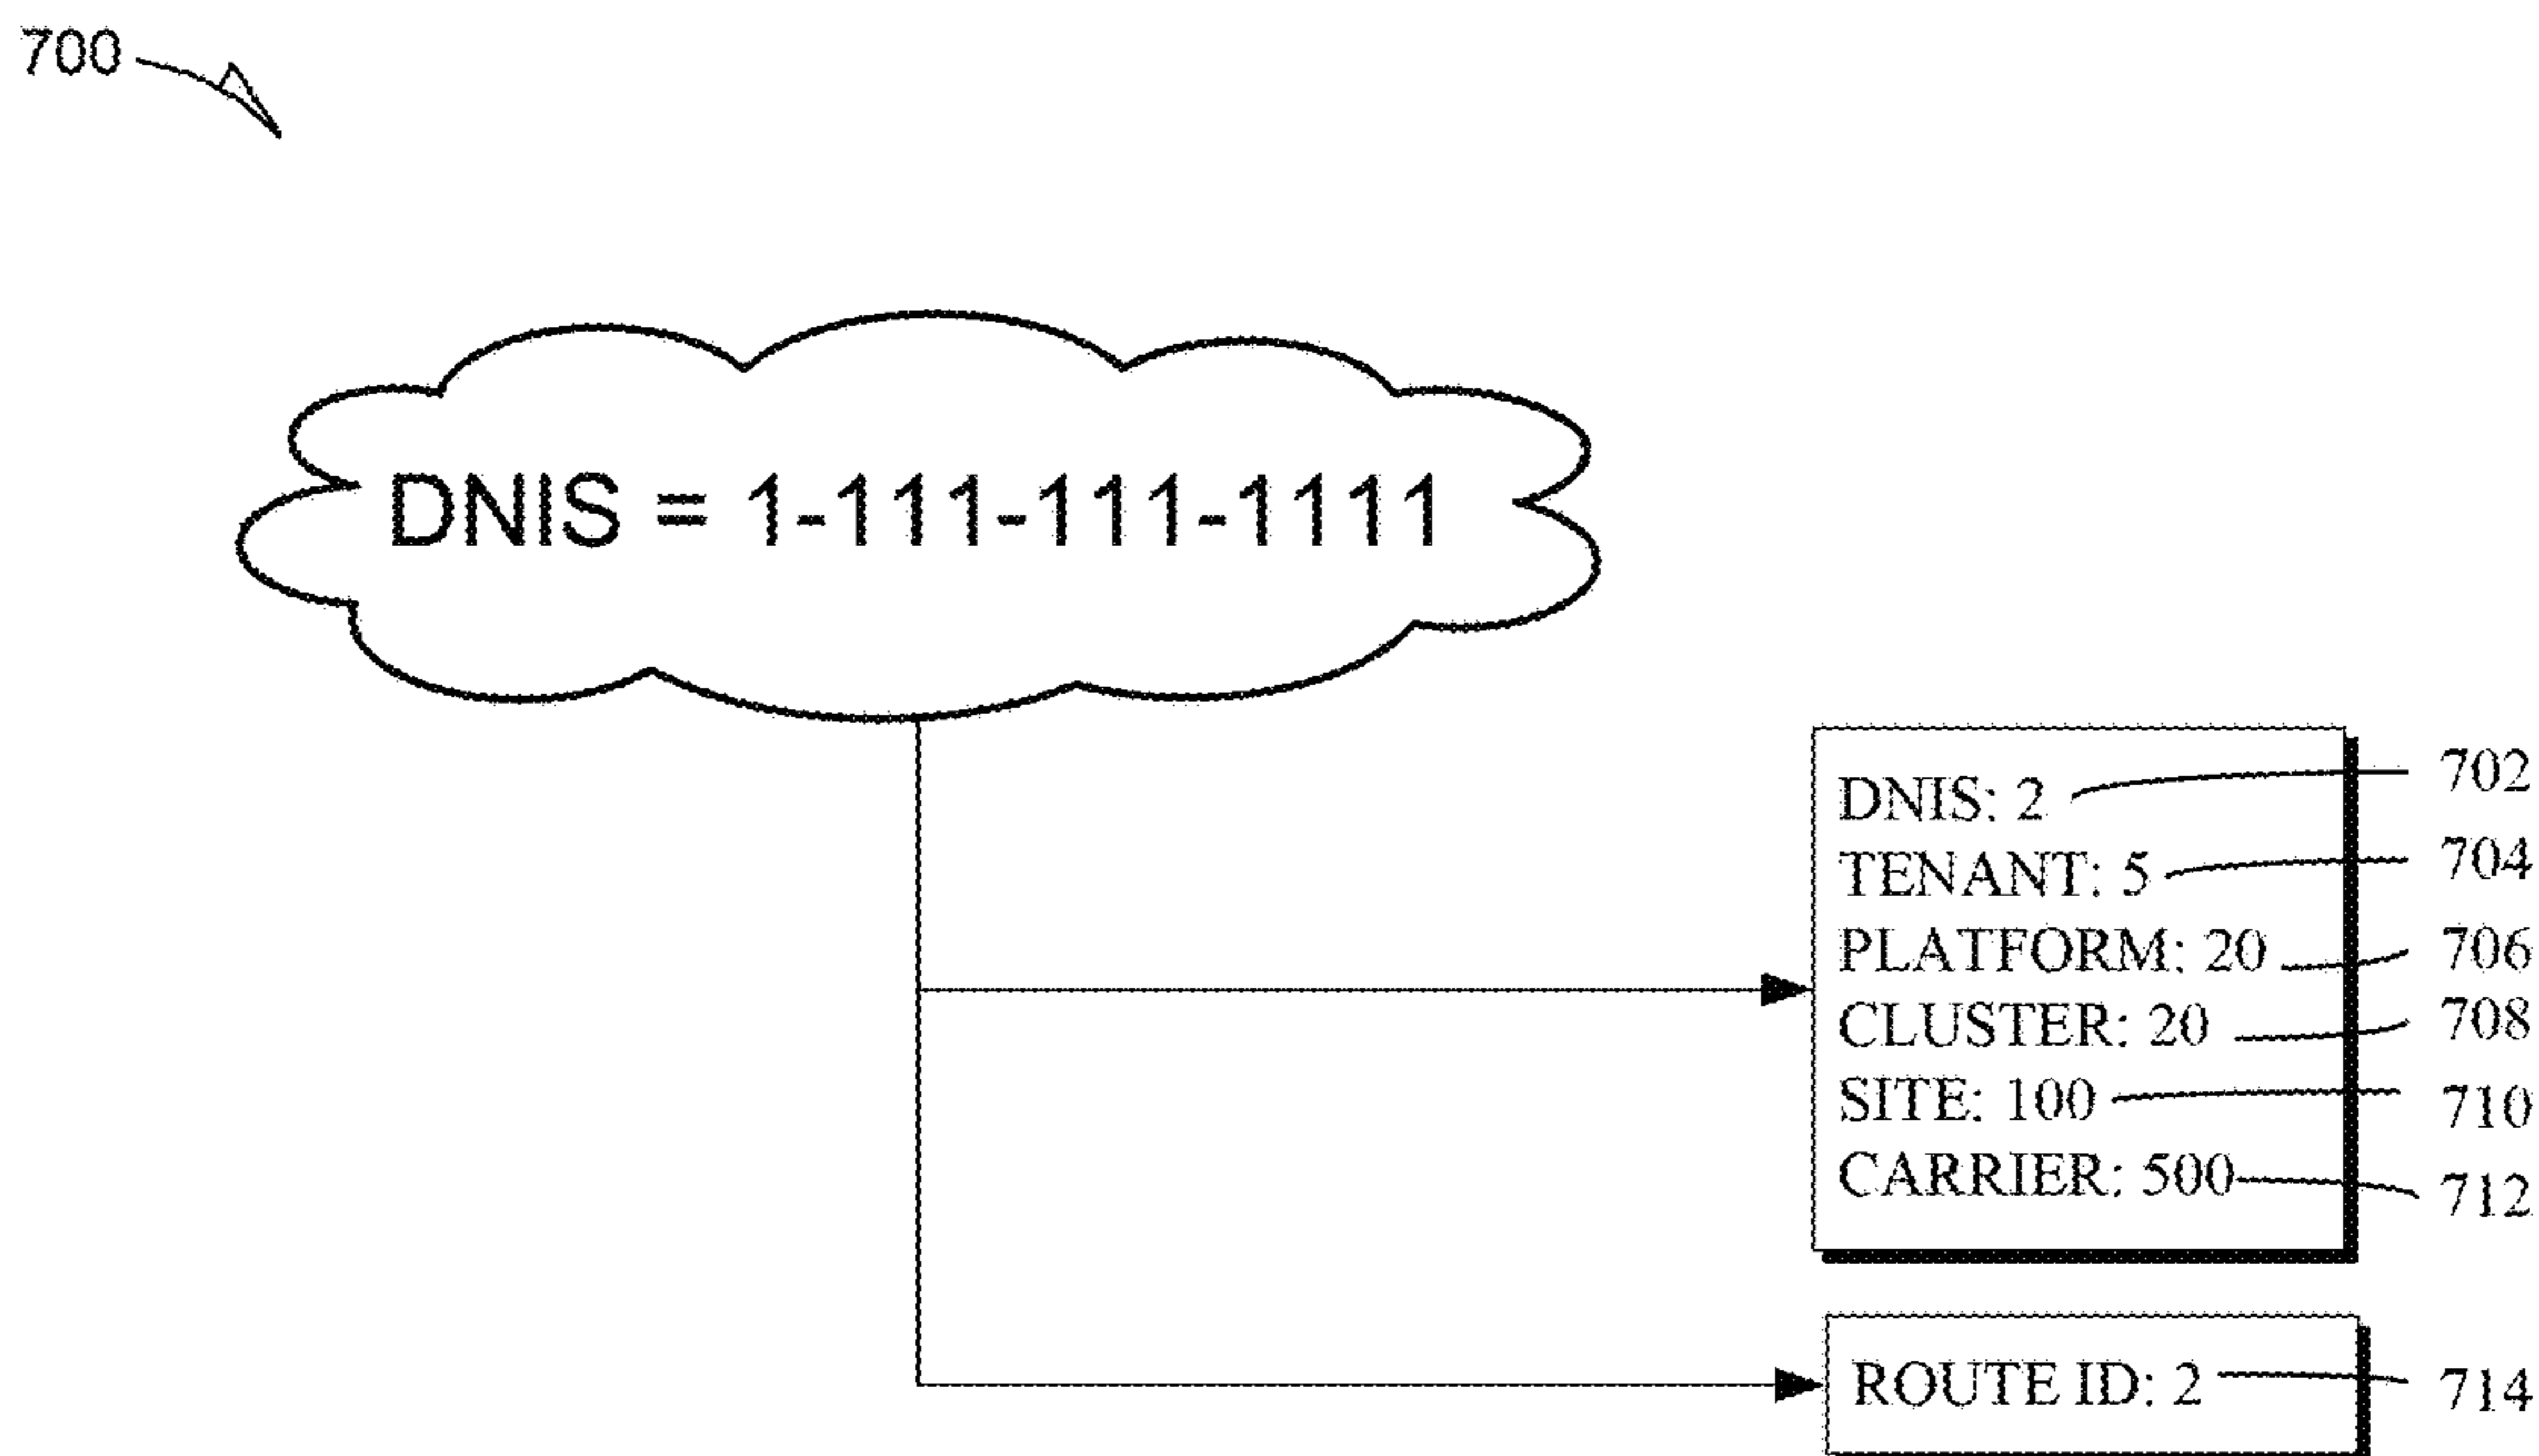 700
DNIS = 1-111-111-1111
DNIS: 2 702
TENANT: 5 704
PLATFORM: 20 706
CLUSTER: 20 708
SITE: 100 710
CARRIER: 500 712
ROUTE ID: 2 714